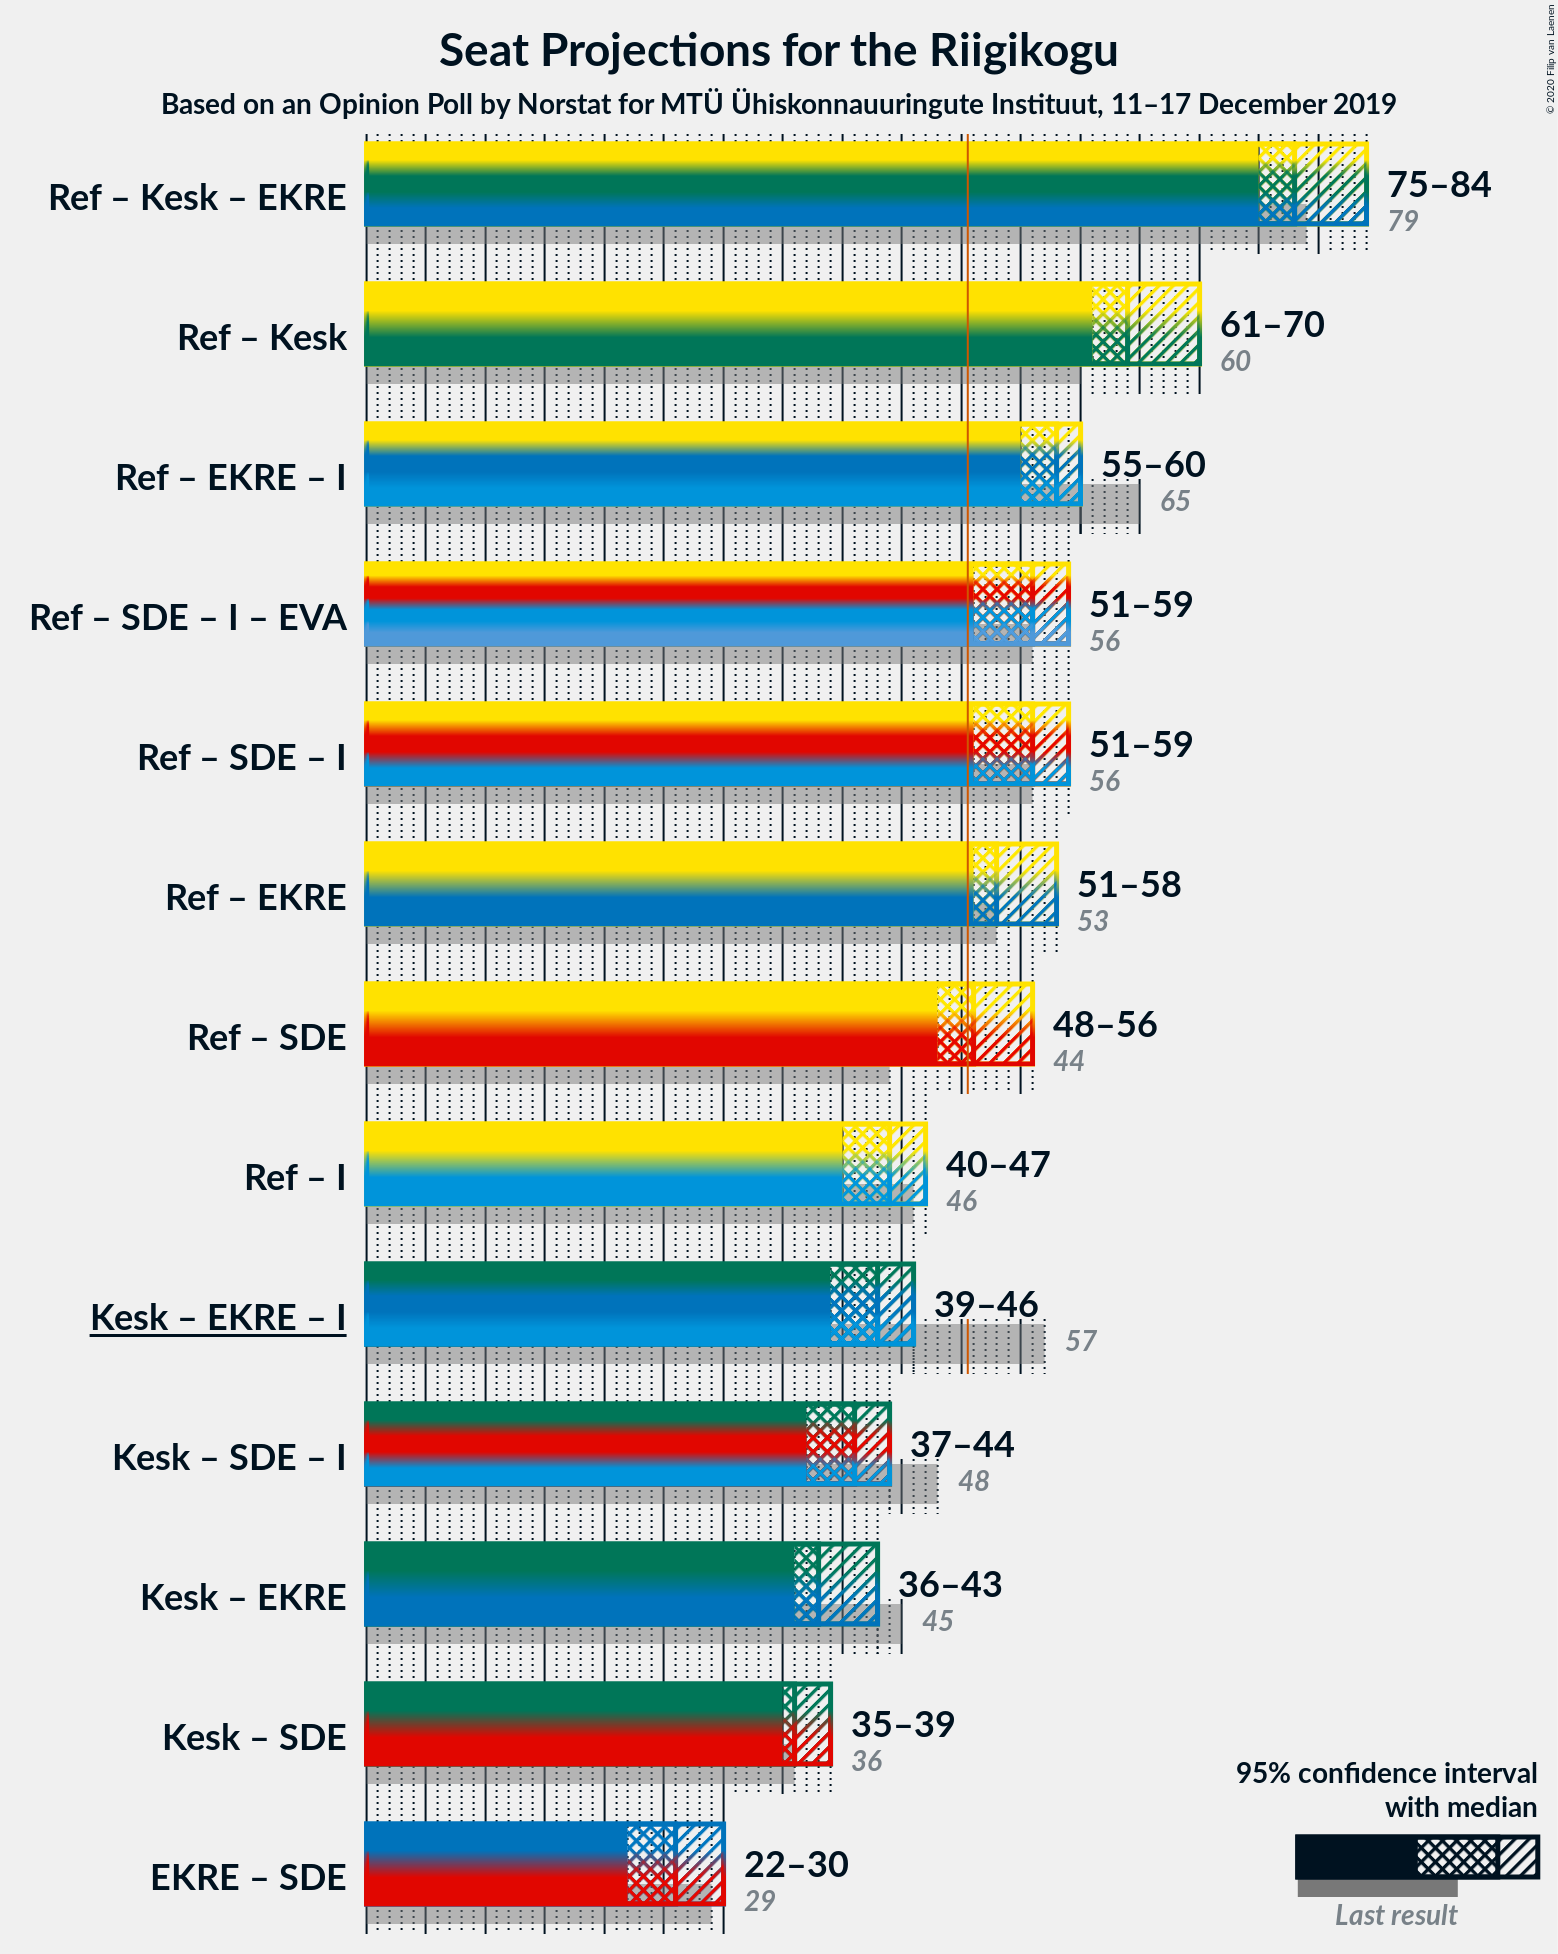 Seat Projections for the Riigikogu
Based on an Opinion Poll by Norstat for MTÜ Ühiskonnauuringute Instituut, 11–17 December 2019
© 2020 Filip van Laenen
Ref – Kesk – EKRE
75–84
79
Ref – Kesk
61–70
60
Ref – EKRE – I
55–60
65
Ref – SDE – I – EVA
51–59
56
Ref – SDE – I
51–59
56
Ref – EKRE
51–58
53
Ref – SDE
48–56
44
Ref – I
40–47
46
Kesk – EKRE – I
39–46
57
Kesk – SDE – I
37–44
48
Kesk – EKRE
36–43
45
Kesk – SDE
35–39
36
EKRE – SDE
22–30
29
95% confidence interval
with median
Last result